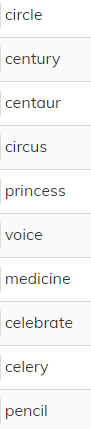 circle
century
centaur
circus
princess
voice
medicine
celebrate
celery
pencil